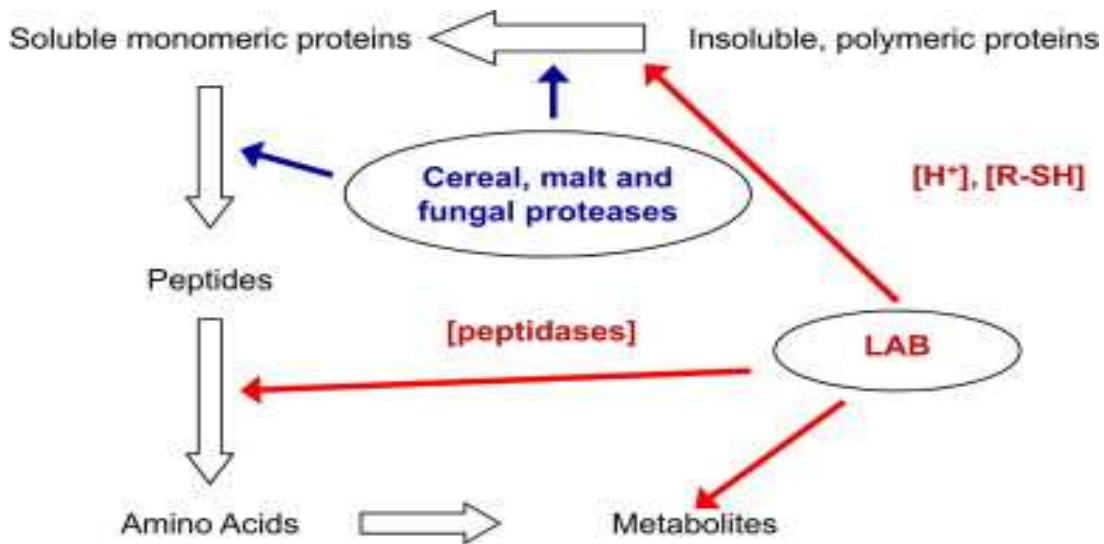 Soluble monomeric proteins
Insoluble, polymeric proteins
Cereal, malt and
fungal proteases
[H⁺], [R-SH]
Peptides
[peptidases]
LAB
Amino Acids
Metabolites